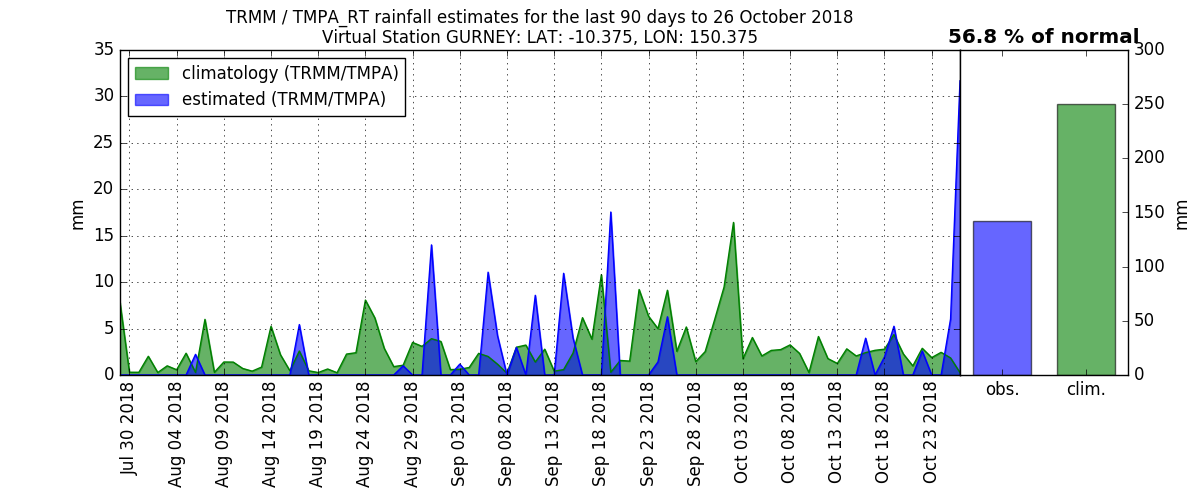 TRMM / TMPA_RT rainfall estimates for the last 90 days to 26 October 2018
Virtual Station GURNEY: LAT: -10.375, LON: 150.375
56.8 % of normal
climatology (TRMM/TMPA)
estimated (TRMM/TMPA)
mm
35
30
25
20
15
10
5
0
Jul 30 2018
Aug 04 2018
Aug 09 2018
Aug 14 2018
Aug 19 2018
Aug 24 2018
Aug 29 2018
Sep 03 2018
Sep 08 2018
Sep 13 2018
Sep 18 2018
Sep 23 2018
Sep 28 2018
Oct 03 2018
Oct 08 2018
Oct 13 2018
Oct 18 2018
Oct 23 2018
obs.
clim.
300
250
200
150
100
50
0
mm